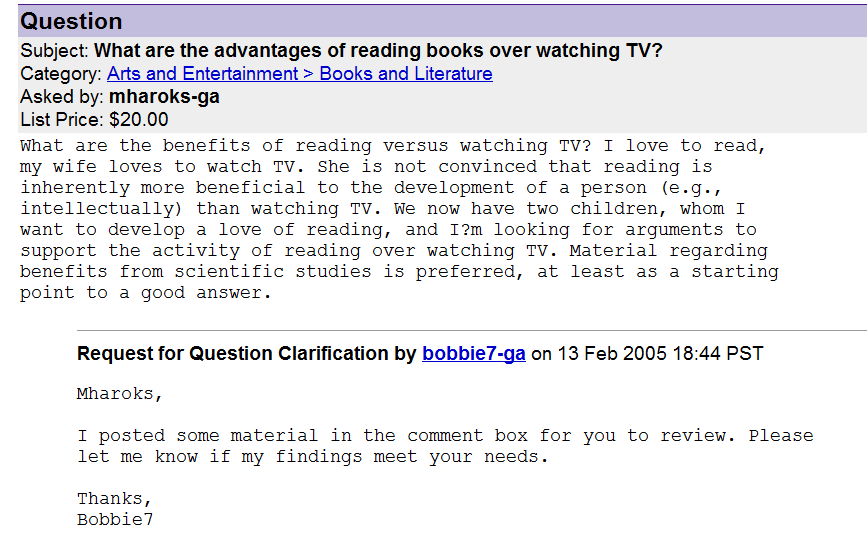 Question
Subject: What are the advantages of reading books over watching TV?
Category: Arts and Entertainment > Books and Literature
Asked by: mharoks-ga
List Price: $20.00
What are the benefits of reading versus watching TV? I love to read,
my wife loves to watch TV. She is not convinced that reading is
inherently more beneficial to the development of a person (e.g.,
intellectually) than watching TV. We now have two children, whom I
want to develop a love of reading, and I?m looking for arguments to
support the activity of reading over watching TV. Material regarding
benefits from scientific studies is preferred, at least as a starting
point to a good answer.
Request for Question Clarification by bobbie7-ga on 13 Feb 2005 18:44 PST
Mharoks,
I posted some material in the comment box for you to review. Please
let me know if my findings meet your needs.
Thanks,
Bobbie7